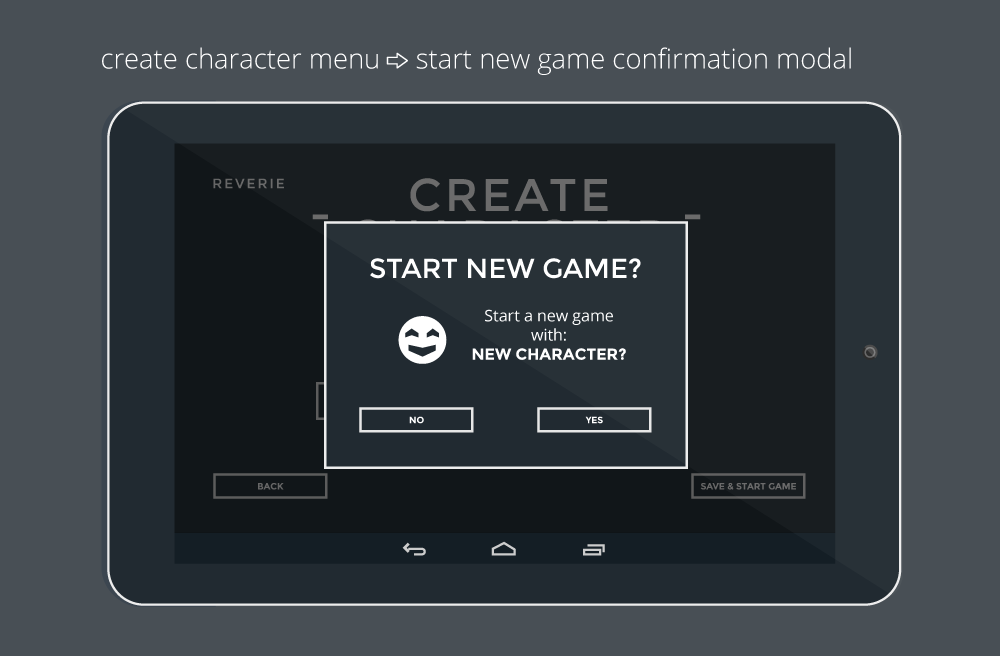 create character menu ⇨ start new game confirmation modal
REVERIE
CREATE
START NEW GAME?
Start a new game
with:
NEW CHARACTER?
NO
YES
BACK
SAVE & START GAME